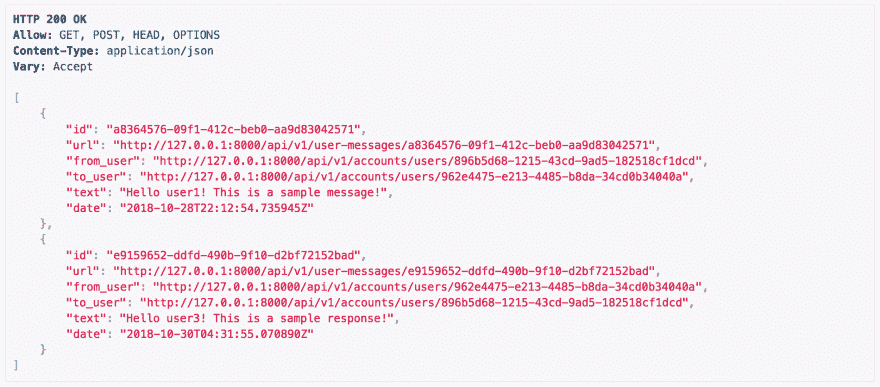 HTTP 200 OK
Allow: GET, POST, HEAD, OPTIONS
Content-Type: application/json
Vary: Accept
[
    {
        "id": "a8364576-09f1-412c-beb0-aa9d83042571",
        "url": "http://127.0.0.1:8000/api/v1/user-messages/a8364576-09f1-412c-beb0-aa9d83042571",
        "from_user": "http://127.0.0.1:8000/api/v1/accounts/users/896b5d68-1215-43cd-9ad5-182518cf1dcd",
        "to_user": "http://127.0.0.1:8000/api/v1/accounts/users/962e4475-e213-4485-b8da-34cd0b34040a",
        "text": "Hello user1! This is a sample message!",
        "date": "2018-10-28T22:12:54.735945Z"
    },
    {
        "id": "e9159652-ddfd-490b-9f10-d2bf72152bad",
        "url": "http://127.0.0.1:8000/api/v1/user-messages/e9159652-ddfd-490b-9f10-d2bf72152bad",
        "from_user": "http://127.0.0.1:8000/api/v1/accounts/users/962e4475-e213-4485-b8da-34cd0b34040a",
        "to_user": "http://127.0.0.1:8000/api/v1/accounts/users/896b5d68-1215-43cd-9ad5-182518cf1dcd",
        "text": "Hello user3! This is a sample response!",
        "date": "2018-10-30T04:31:55.070890Z"
    }
]